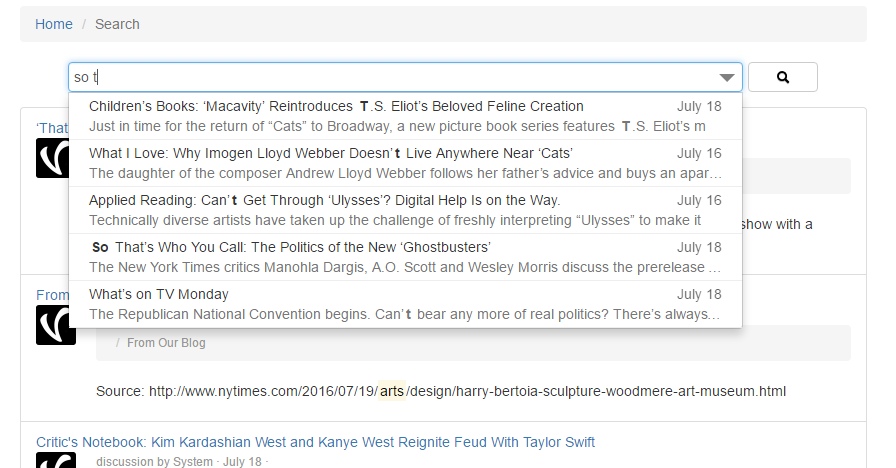 Home / Search
so t
Children’s Books: ‘Macavity’ Reintroduces T.S. Eliot’s Beloved Feline Creation July 18
Just in time for the return of “Cats” to Broadway, a new picture book series features T.S. Eliot’s m
‘That
What I Love: Why Imogen Lloyd Webber Doesn’t Live Anywhere Near ‘Cats’ July 16
The daughter of the composer Andrew Lloyd Webber follows her father’s advice and buys an apar...
Applied Reading: Can’t Get Through ‘Ulysses’? Digital Help Is on the Way. July 16
Technically diverse artists have taken up the challenge of freshly interpreting “Ulysses” to make it
show with a
So That’s Who You Call: The Politics of the New ‘Ghostbusters’ July 18
The New York Times critics Manohla Dargis, A.O. Scott and Wesley Morris discuss the prerelease ...
From
What’s on TV Monday July 18
The Republican National Convention begins. Can’t bear any more of real politics? There’s always...
/ From Our Blog
Source: http://www.nytimes.com/2016/07/19/arts/design/harry-bertoia-sculpture-woodmere-art-museum.html
Critic's Notebook: Kim Kardashian West and Kanye West Reignite Feud With Taylor Swift
discussion by System · July 18 ·